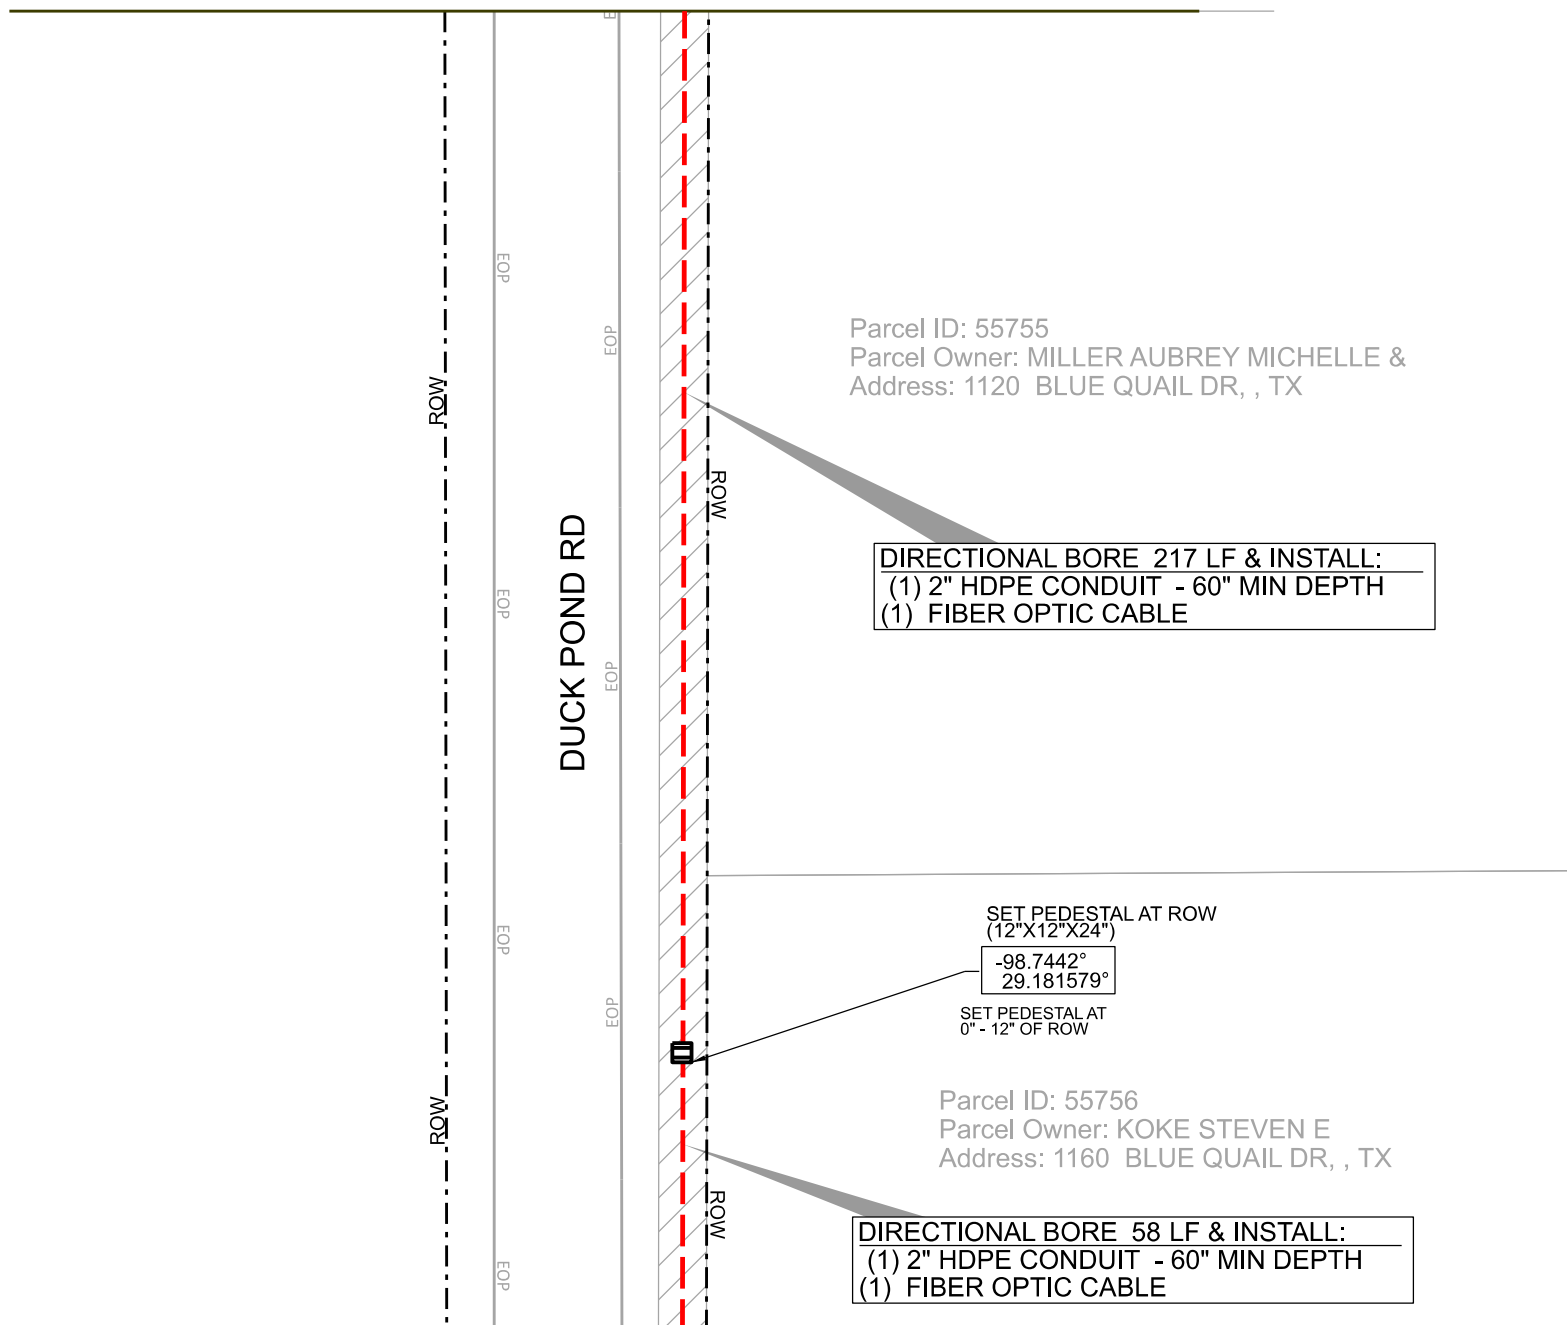 EOP
EOP
Parcel ID: 55755
Parcel Owner: MILLER AUBREY MICHELLE &
Address: 1120 BLUE QUAIL DR, , TX
ROW
ROW
DIRECTIONAL BORE 217 LF & INSTALL:
(1) 2" HDPE CONDUIT - 60" MIN DEPTH
(1) FIBER OPTIC CABLE
DUCK POND RD
EOP
EOP
EOP
SET PEDESTAL AT ROW
(12"X12"X24")
-98.7442°
29.181579°
SET PEDESTAL AT
0" - 12" OF ROW
EOP
ROW
Parcel ID: 55756
Parcel Owner: KOKE STEVEN E
Address: 1160 BLUE QUAIL DR, , TX
ROW
DIRECTIONAL BORE 58 LF & INSTALL:
(1) 2" HDPE CONDUIT - 60" MIN DEPTH
(1) FIBER OPTIC CABLE
EOP